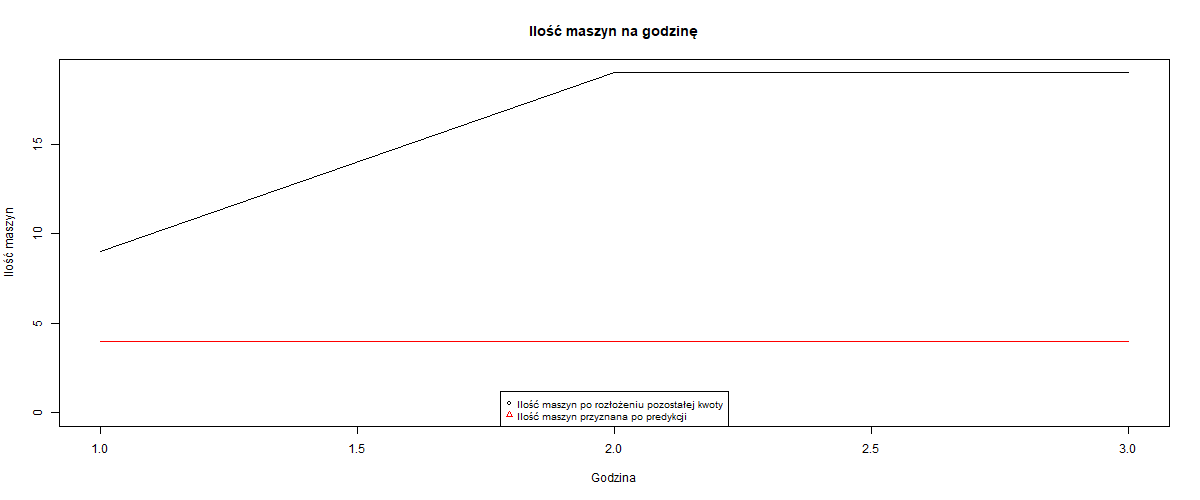 Ilość maszyn na godzinę
Ilość maszyn
15
10
5
0
Ilość maszyn po rozłożeniu pozostałej kwoty
Ilość maszyn przyznana po predykcji
1.0 1.5 2.0 2.5 3.0
Godzina